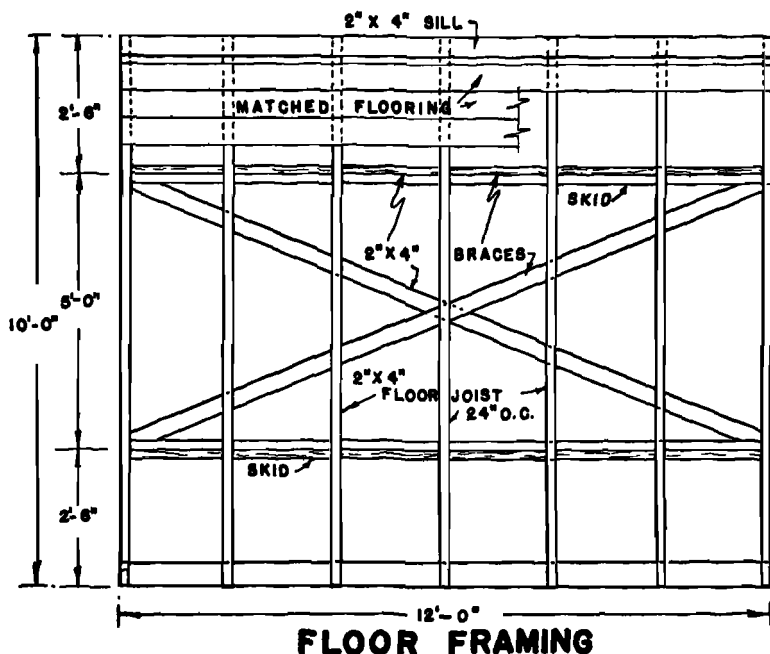 2" X 4" SILL
MATCHED FLOORING
2'-6"
SKID
2" X 4"
BRACES
5'-0"
10'-0"
2" X 4"
FLOOR JOIST
24" O.C.
SKID
2'-6"
12'-0"
FLOOR FRAMING